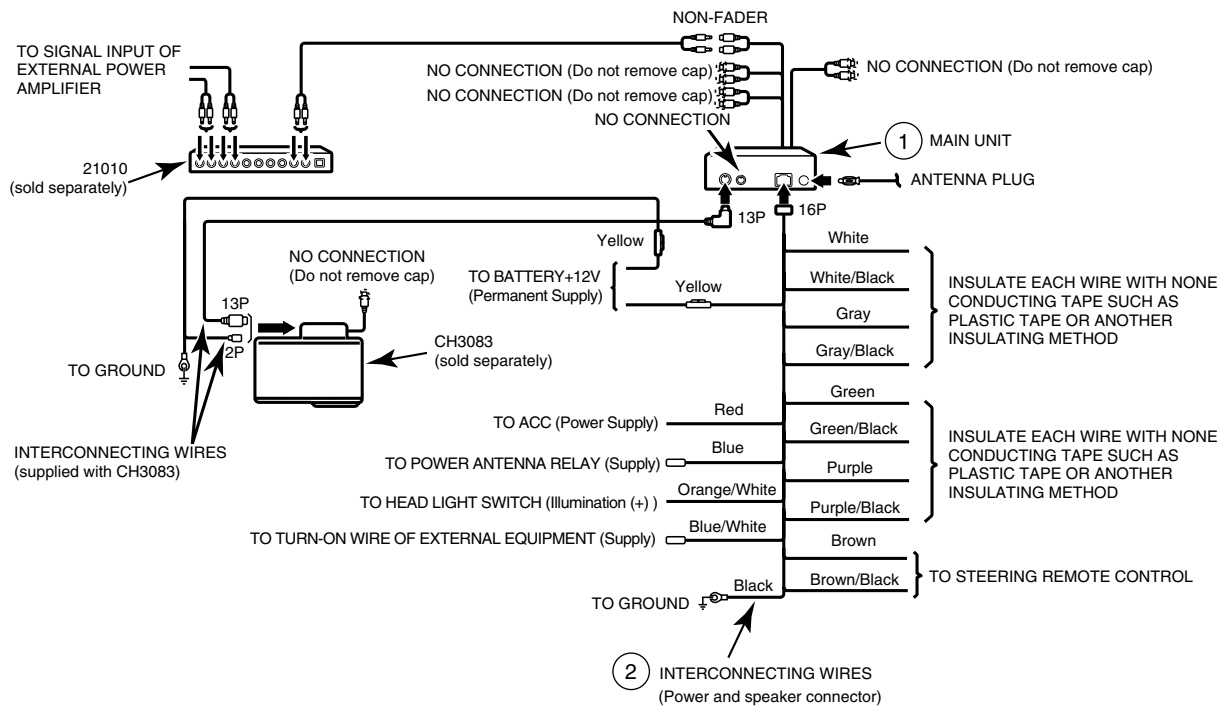 NON-FADER
TO SIGNAL INPUT OF
EXTERNAL POWER
AMPLIFIER
NO CONNECTION (Do not remove cap)
NO CONNECTION (Do not remove cap)
NO CONNECTION (Do not remove cap)
NO CONNECTION
1 MAIN UNIT
21010
(sold separately)
ANTENNA PLUG
13P
16P
Yellow
NO CONNECTION
(Do not remove cap)
TO BATTERY+12V
(Permanent Supply)
Yellow
White
White/Black
Gray
Gray/Black
INSULATE EACH WIRE WITH NONE
CONDUCTING TAPE SUCH AS
PLASTIC TAPE OR ANOTHER
INSULATING METHOD
13P
2P
TO GROUND
CH3083
(sold separately)
INTERCONNECTING WIRES
(supplied with CH3083)
TO ACC (Power Supply)
Red
TO POWER ANTENNA RELAY (Supply)
Blue
TO HEAD LIGHT SWITCH (Illumination (+) )
Orange/White
TO TURN-ON WIRE OF EXTERNAL EQUIPMENT (Supply)
Blue/White
Green
Green/Black
Purple
Purple/Black
INSULATE EACH WIRE WITH NONE
CONDUCTING TAPE SUCH AS
PLASTIC TAPE OR ANOTHER
INSULATING METHOD
Brown
Brown/Black
TO STEERING REMOTE CONTROL
Black
TO GROUND
2 INTERCONNECTING WIRES
(Power and speaker connector)